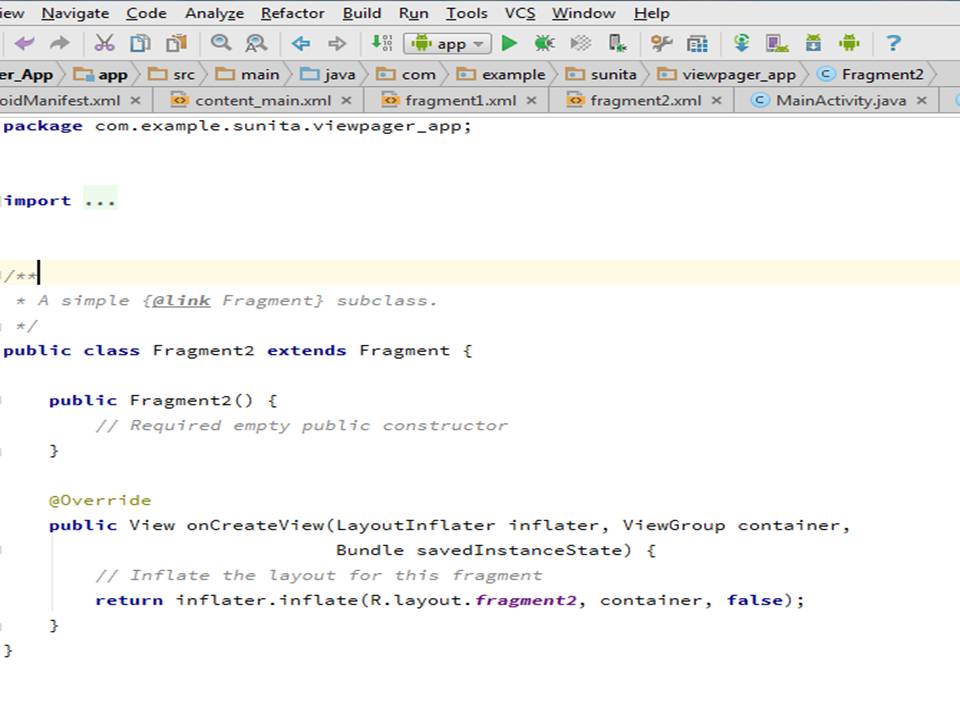 iew Navigate Code Analyze Refactor Build Run Tools VCS Window Help
app
er_App app src main java com example sunita viewpager_app Fragment2
oidManifest.xml content_main.xml fragment1.xml fragment2.xml MainActivity.java
package com.example.sunita.viewpager_app;
import ...
/**
* A simple {@link Fragment} subclass.
*/
public class Fragment2 extends Fragment {
public Fragment2() {
// Required empty public constructor
}
@Override
public View onCreateView(LayoutInflater inflater, ViewGroup container,
Bundle savedInstanceState) {
// Inflate the layout for this fragment
return inflater.inflate(R.layout.fragment2, container, false);
}
}